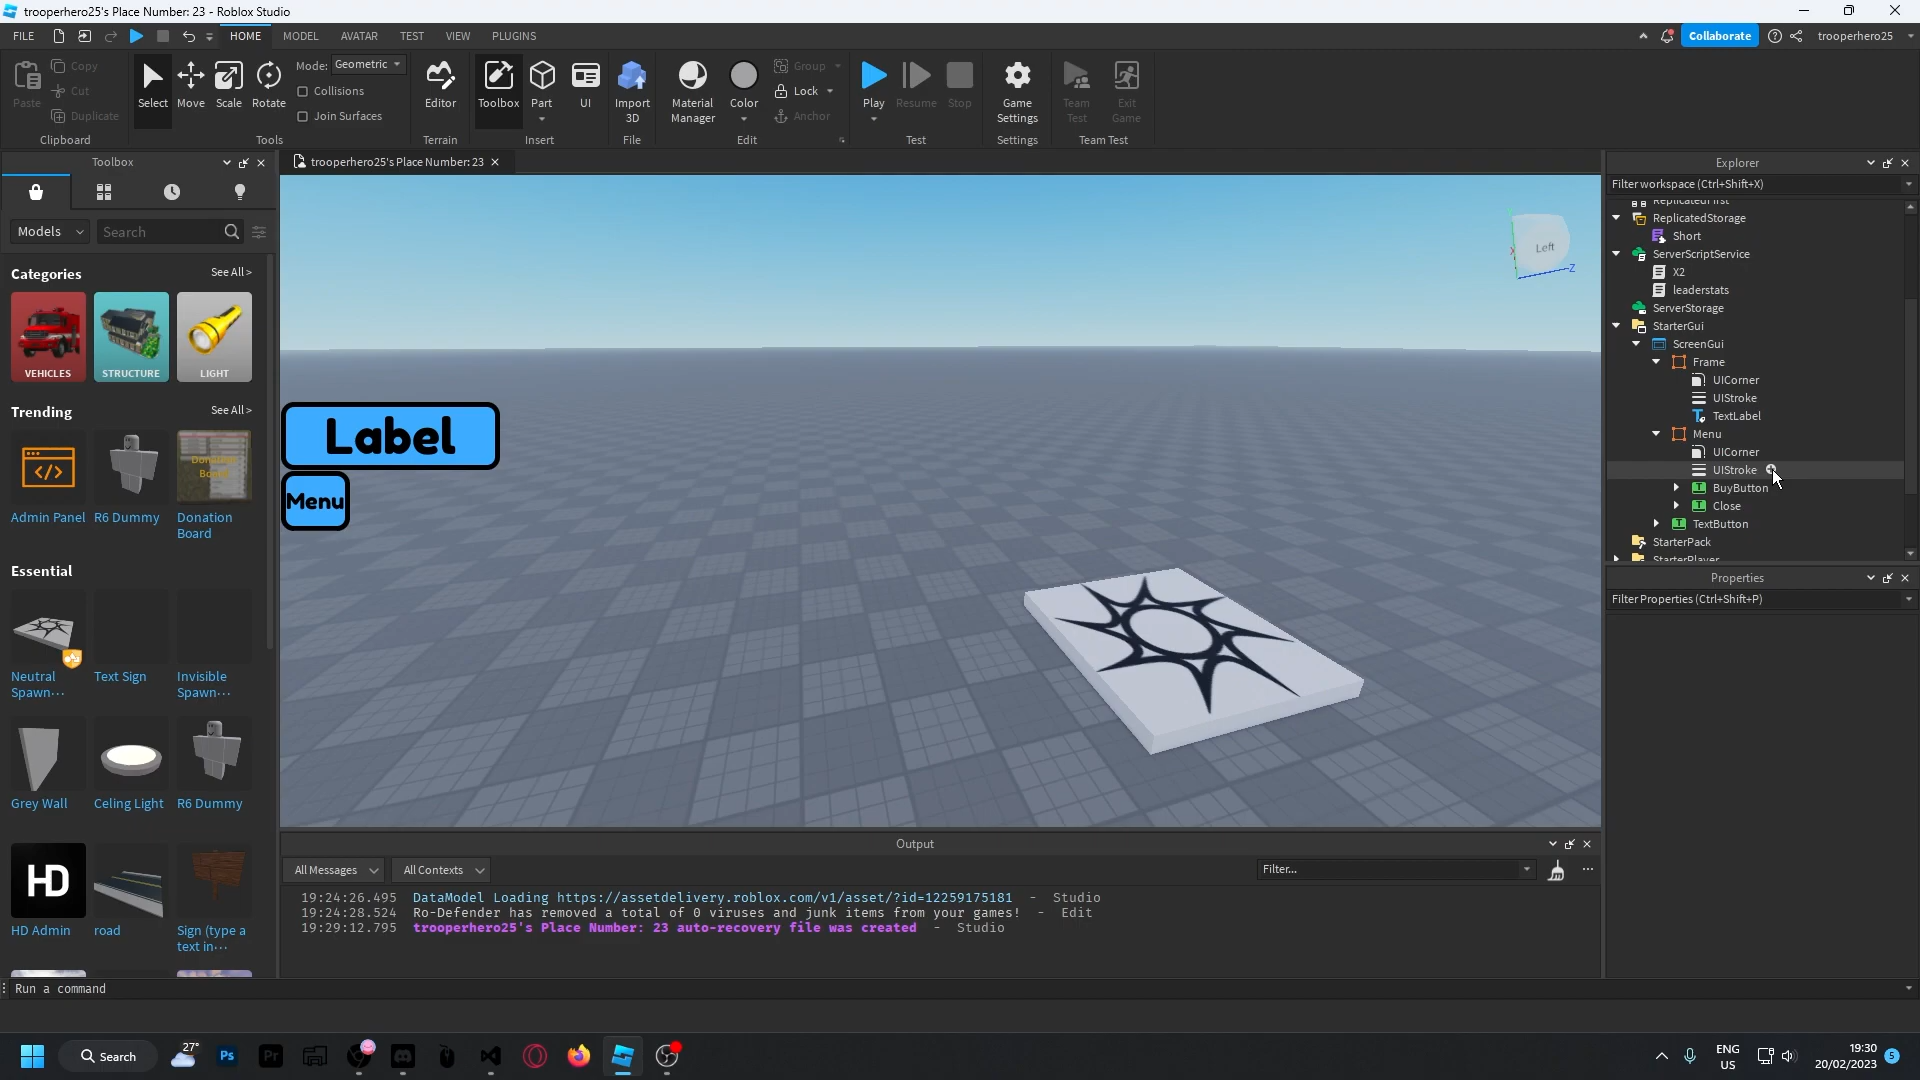 trooperhero25's Place Number: 23 - Roblox Studio
FILE HOME MODEL AVATAR TEST VIEW PLUGINS Collaborate trooperhero25
Paste Copy Cut Duplicate Clipboard
Select Move Scale Rotate Mode: Geometric Collisions Join Surfaces Tools
Editor Terrain
Toolbox Part UI Insert
Import 3D File
Material Manager Color Group Lock Anchor Edit
Play Resume Stop Test
Game Settings Settings
Team Test Exit Game Team Test
Toolbox
trooperhero25's Place Number: 23
Models Search
Categories See All >
VEHICLES STRUCTURE LIGHT
Trending See All >
Admin Panel R6 Dummy Donation Board
Essential
Neutral Spawn... Text Sign Invisible Spawn...
Grey Wall Celing Light R6 Dummy
HD
HD Admin road Sign (type a text in...
Label
Menu
Left
X
Z
Explorer
Filter workspace (Ctrl+Shift+X)
ReplicatedFirst
ReplicatedStorage
Short
ServerScriptService
X2
leaderstats
ServerStorage
StarterGui
ScreenGui
Frame
UICorner
UIStroke
TextLabel
Menu
UICorner
UIStroke
BuyButton
Close
TextButton
StarterPack
StarterPlayer
Properties
Filter Properties (Ctrl+Shift+P)
Output
All Messages All Contexts Filter...
19:24:26.495 DataModel Loading https://assetdelivery.roblox.com/v1/asset/?id=12259175181 - Studio
19:24:28.524 Ro-Defender has removed a total of 0 viruses and junk items from your games! - Edit
19:29:12.795 trooperhero25's Place Number: 23 auto-recovery file was created - Studio
Run a command
Search 27° Ps Pr
ENG US 19:30 20/02/2023 5